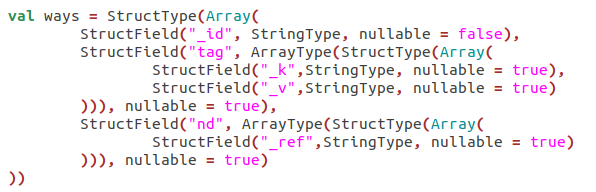 val ways = StructType(Array(
        StructField("_id", StringType, nullable = false),
        StructField("tag", ArrayType(StructType(Array(
                StructField("_k",StringType, nullable = true),
                StructField("_v",StringType, nullable = true)
        ))), nullable = true),
        StructField("nd", ArrayType(StructType(Array(
                StructField("_ref",StringType, nullable = true)
        ))), nullable = true)
))